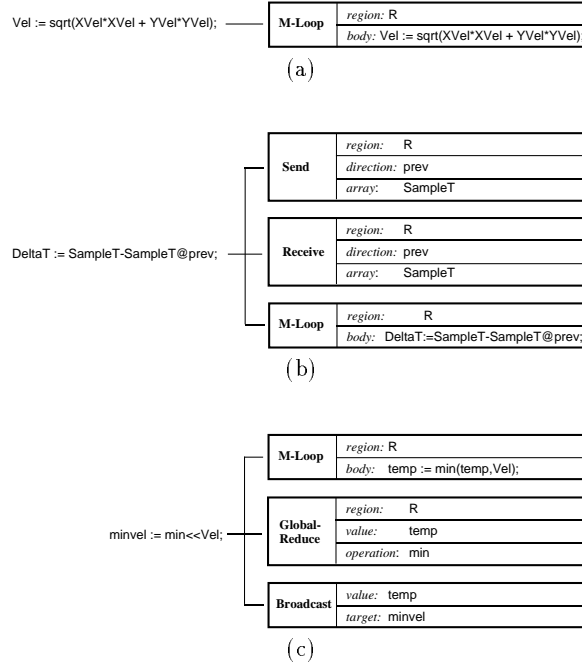 Vel := sqrt(XVel*XVel + YVel*YVel);
M-Loop
region: R
body: Vel := sqrt(XVel*XVel + YVel*YVel);
(a)
Send
region: R
direction: prev
array: SampleT
DeltaT := SampleT-SampleT@prev;
Receive
region: R
direction: prev
array: SampleT
M-Loop
region: R
body: DeltaT:=SampleT-SampleT@prev;
(b)
M-Loop
region: R
body: temp := min(temp,Vel);
minvel := min<<Vel;
Global-
Reduce
region: R
value: temp
operation: min
Broadcast
value: temp
target: minvel
(c)